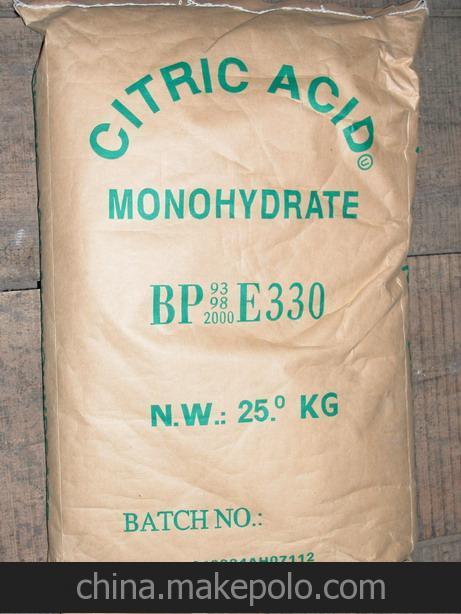 CITRIC ACID
MONOHYDRATE
BP 93 98 2000 E330
N.W.: 25.0 KG
BATCH NO.:
china.makepolo.com